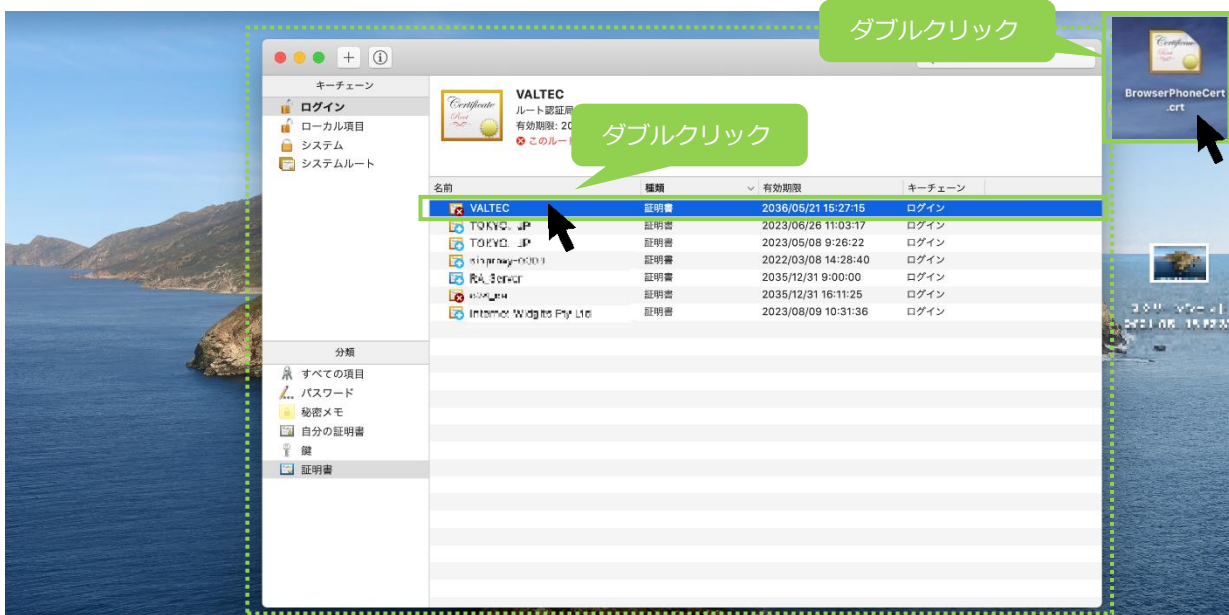 ダブルクリック
BrowserPhoneCert
.crt
キーチェーン
ログイン
ローカル項目
システム
システムルート
Certificate
Root
VALTEC
ルート認証局
有効期限: 20
このルー
ダブルクリック
名前 種類 有効期限 キーチェーン
VALTEC 証明書 2036/05/21 15:27:15 ログイン
証明書 2023/06/26 11:03:17 ログイン
証明書 2023/05/08 9:26:22 ログイン
証明書 2022/03/08 14:28:40 ログイン
RA_Server 証明書 2035/12/31 9:00:00 ログイン
証明書 2035/12/31 16:11:25 ログイン
Internet Widgits Pty Ltd 証明書 2023/08/09 10:31:36 ログイン
分類
すべての項目
パスワード
秘密メモ
自分の証明書
鍵
証明書